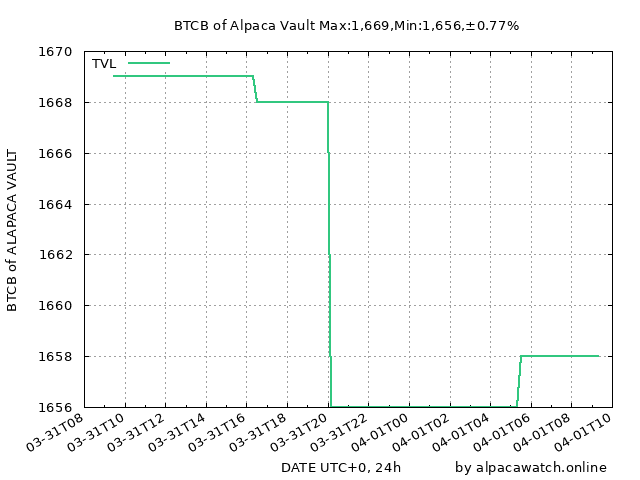 BTCB of Alpaca Vault Max:1,669,Min:1,656,±0.77%
TVL
1670
1668
1666
1664
1662
1660
1658
1656
BTCB of ALAPACA VAULT
03-31T08
03-31T10
03-31T12
03-31T14
03-31T16
03-31T18
03-31T20
03-31T22
04-01T00
04-01T02
04-01T04
04-01T06
04-01T08
04-01T10
DATE UTC+0, 24h
by alpacawatch.online